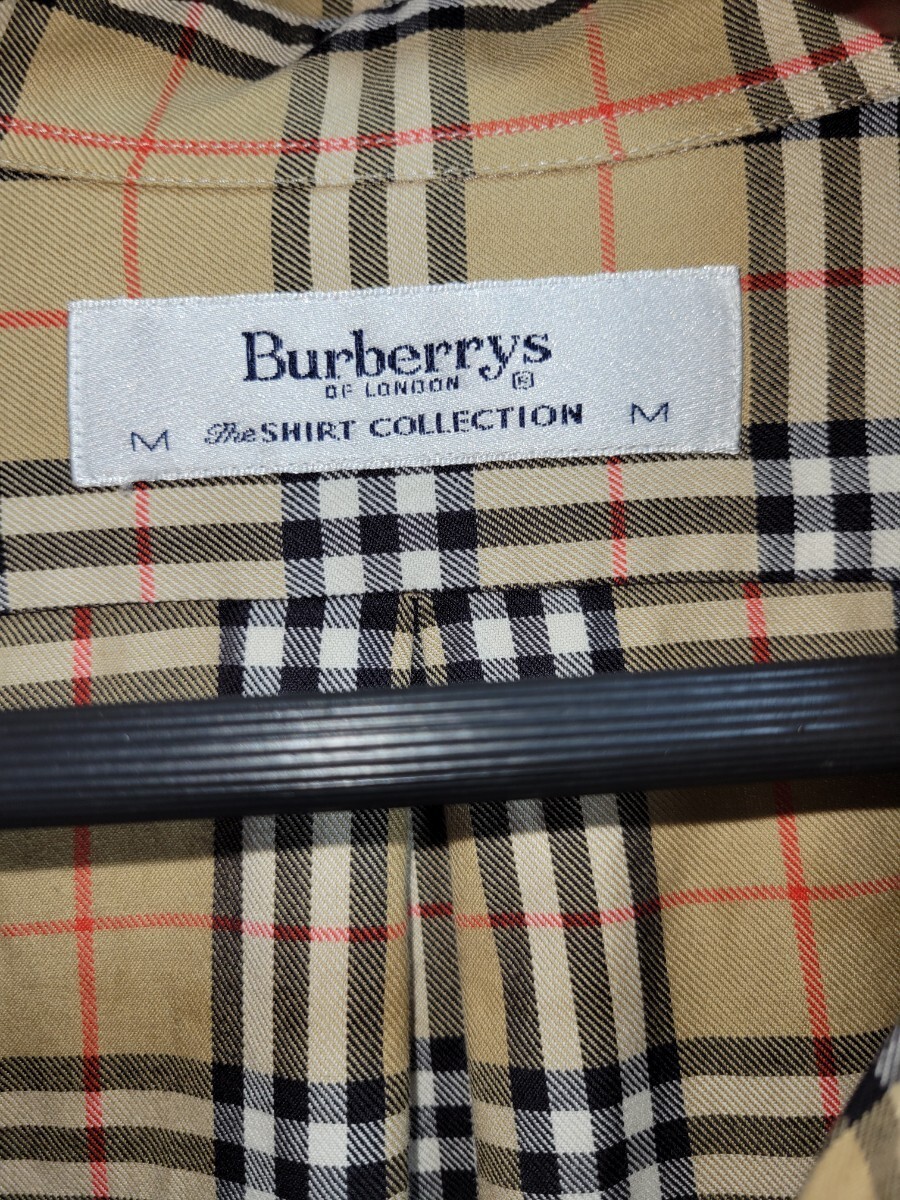 Burberrys
OF LONDON ®
M The SHIRT COLLECTION M